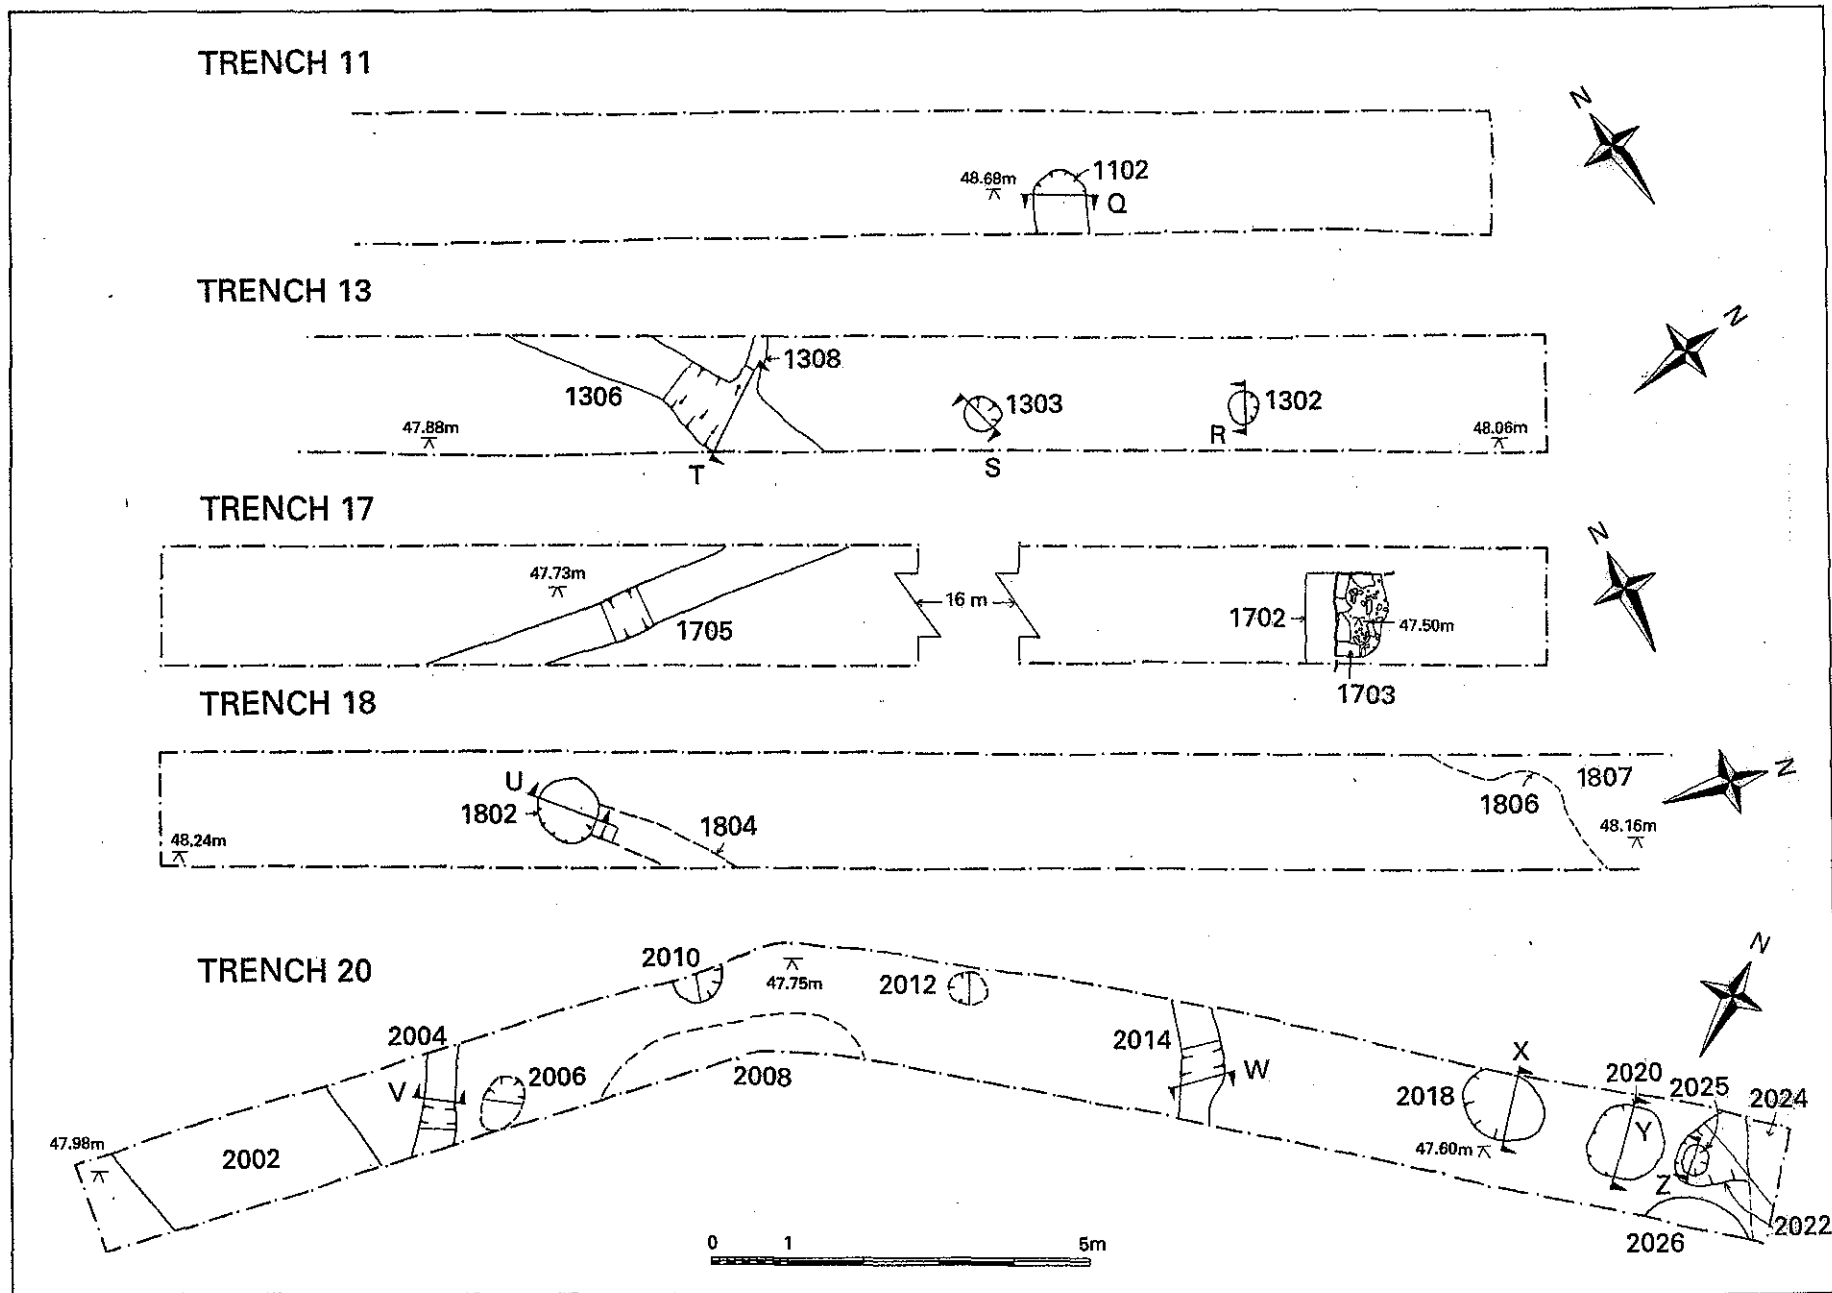 TRENCH 11
N
48.68m
1102
Q
TRENCH 13
N
1308
1306
1303
1302
47.88m
R
48.06m
T
S
TRENCH 17
N
47.73m
16 m
1705
1702
47.50m
1703
TRENCH 18
N
U
1802
1804
1807
1806
48.24m
48.16m
TRENCH 20
N
2010
47.75m
2012
2004
2014
X
2020
V
2006
2008
W
2018
2025
2024
Y
47.98m
2002
47.60m
Z
2022
2026
0 1 5m